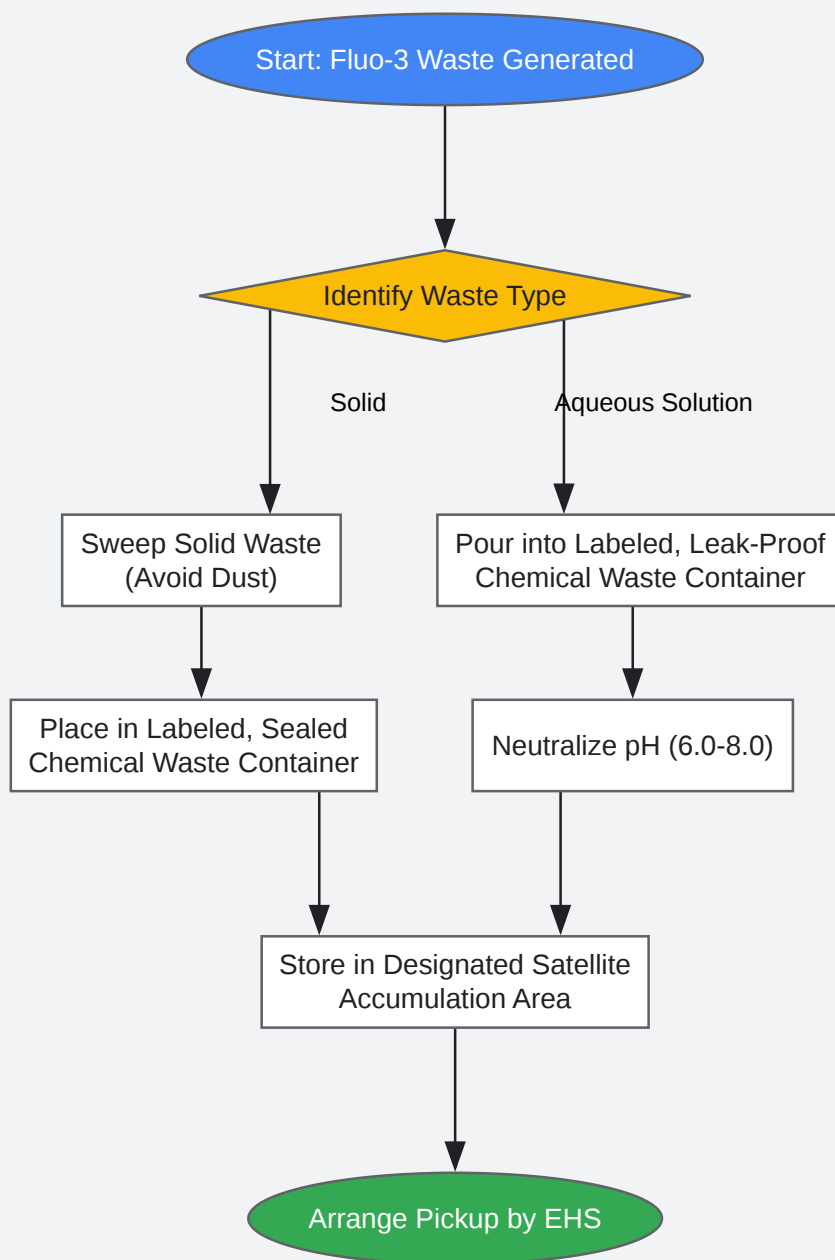 Start: Fluo-3 Waste Generated
Identify Waste Type
Solid
Aqueous Solution
Sweep Solid Waste
(Avoid Dust)
Pour into Labeled, Leak-Proof
Chemical Waste Container
Place in Labeled, Sealed
Chemical Waste Container
Neutralize pH (6.0-8.0)
Store in Designated Satellite
Accumulation Area
Arrange Pickup by EHS